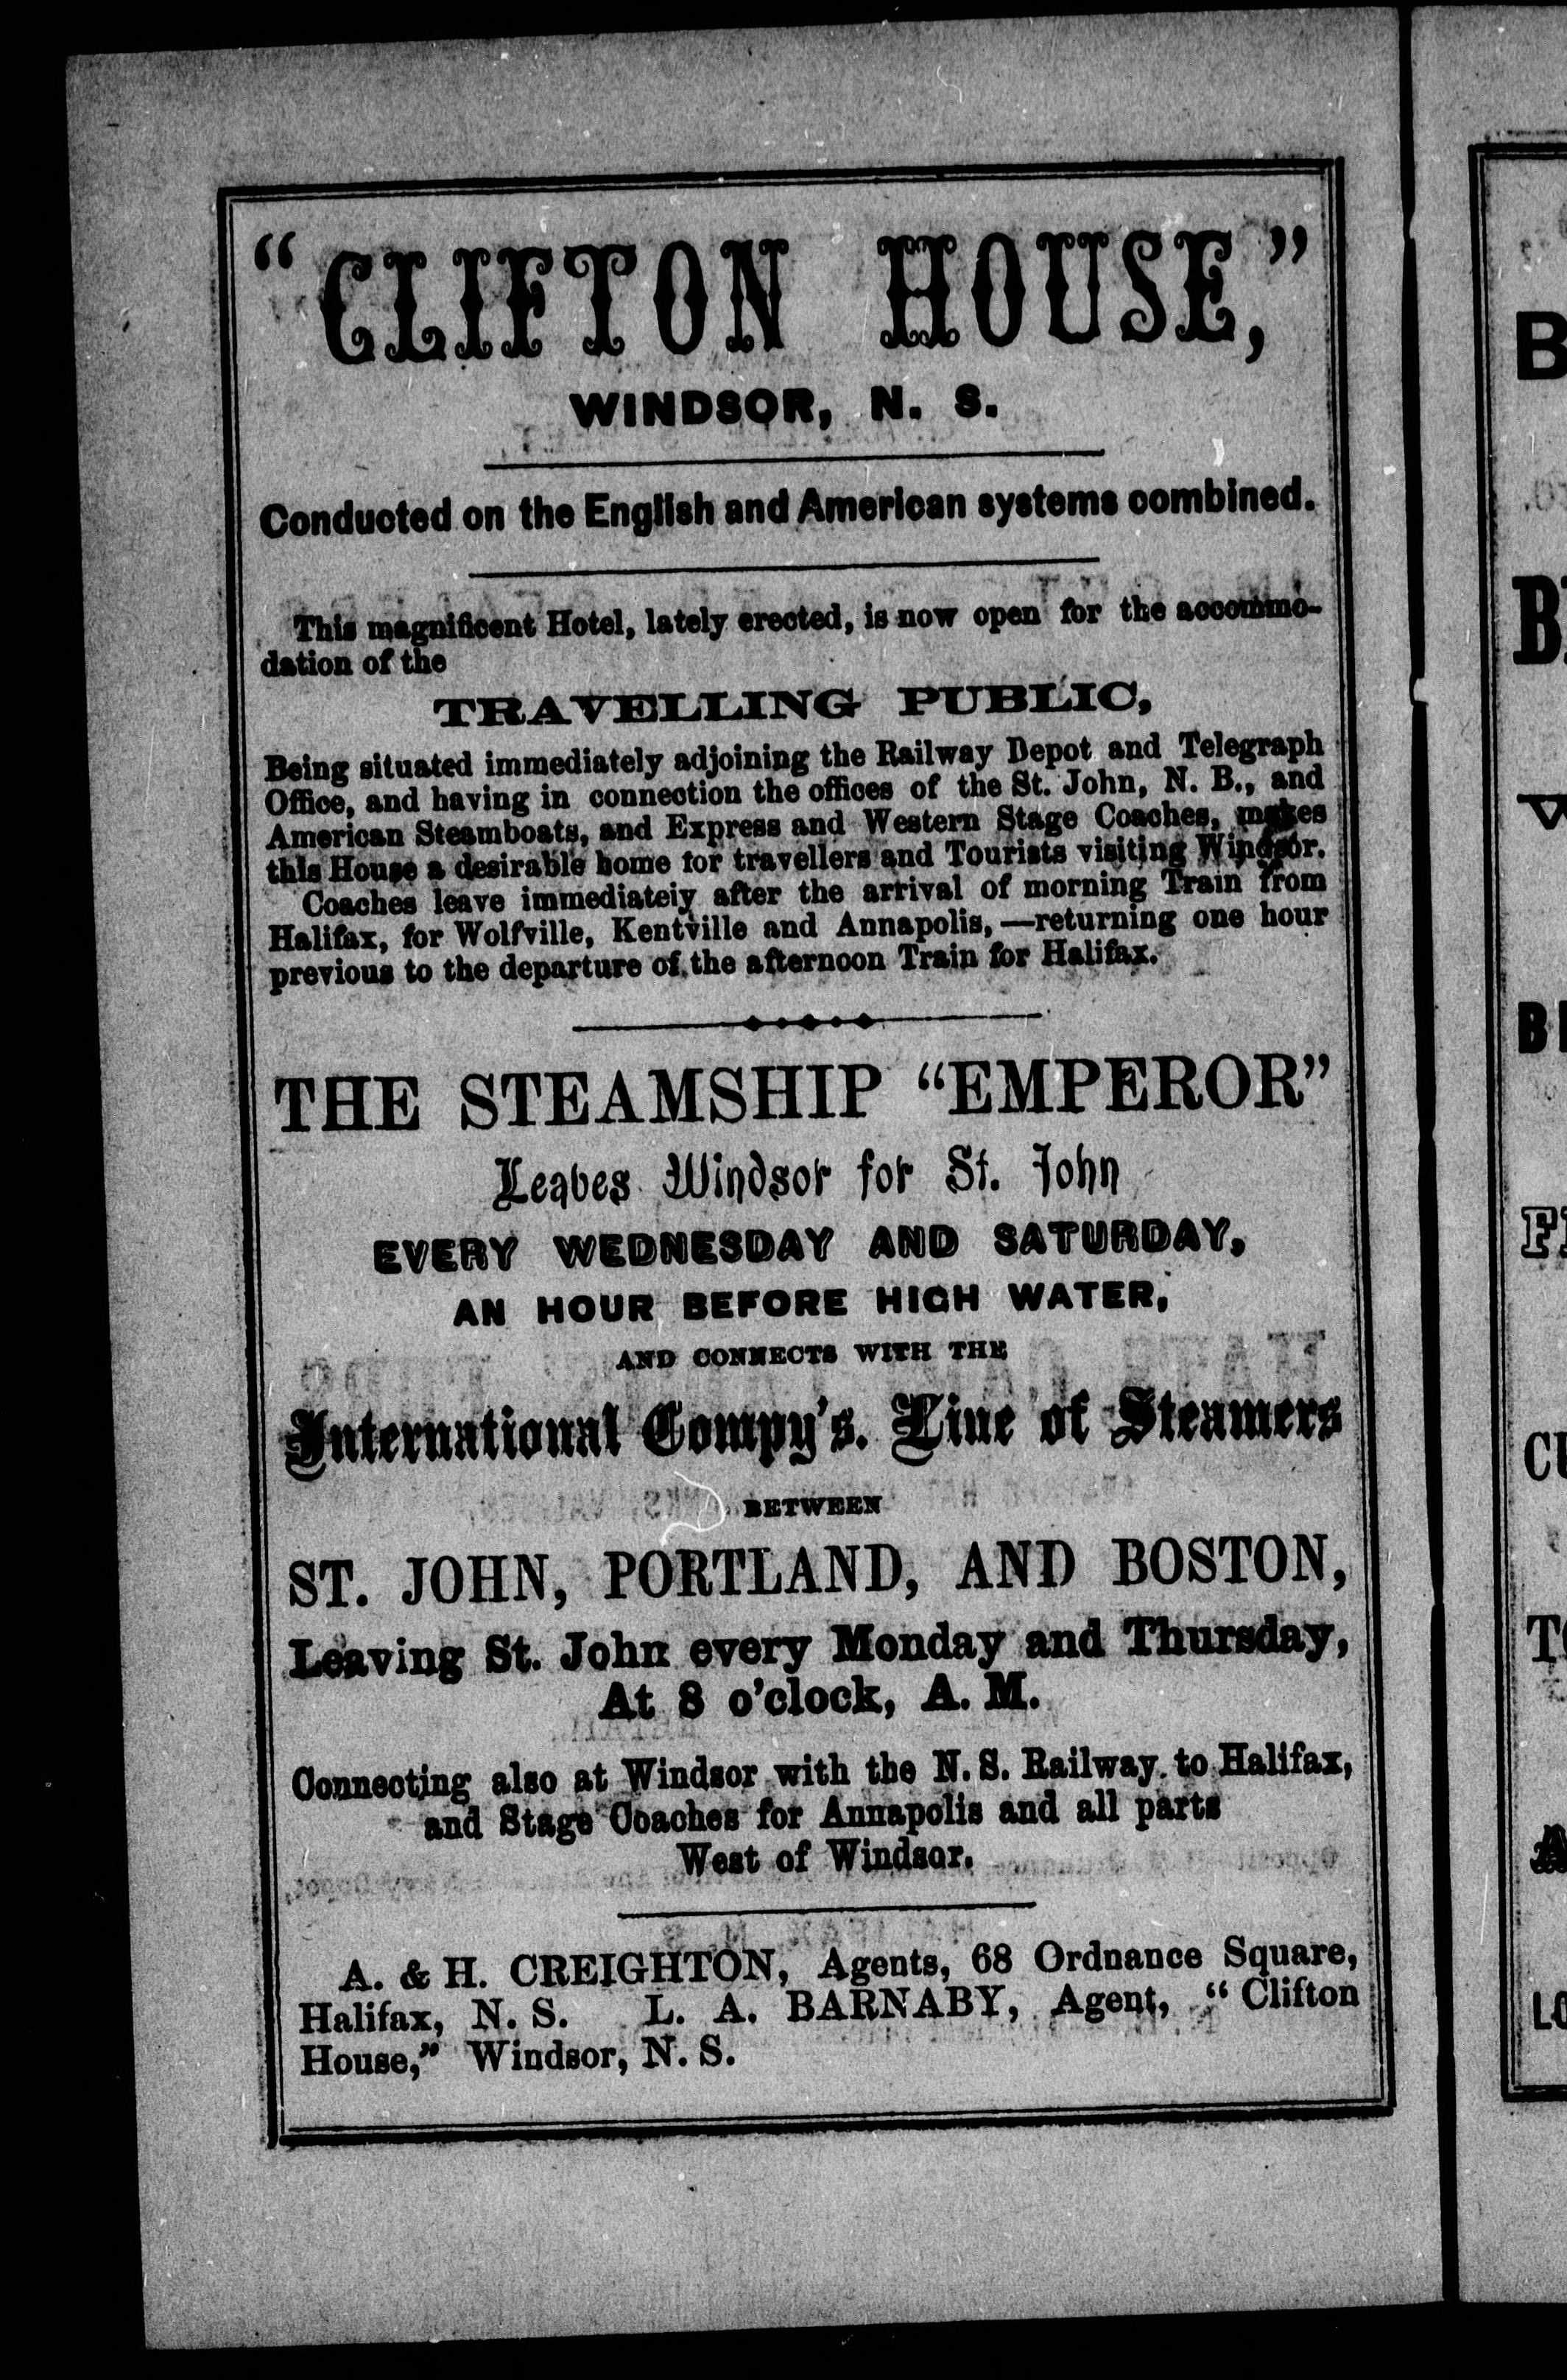 "CLIFTON HOUSE,"
WINDSOR, N. S.
Conducted on the English and American systems combined.
This magnificent Hotel, lately erected, is now open for the accommo-
dation of the
TRAVELLING PUBLIC,
Being situated immediately adjoining the Railway Depot and Telegraph
Office, and having in connection the offices of the St. John, N. B., and
American Steamboats, and Express and Western Stage Coaches, makes
this House a desirable home for travellers and Tourists visiting Windsor.
Coaches leave immediately after the arrival of morning Train from
Halifax, for Wolfville, Kentville and Annapolis, —returning one hour
previous to the departure of the afternoon Train for Halifax.
THE STEAMSHIP "EMPEROR"
Leaves Windsor for St. John
EVERY WEDNESDAY AND SATURDAY,
AN HOUR BEFORE HIGH WATER,
AND CONNECTS WITH THE
International Compy's. Line of Steamers
BETWEEN
ST. JOHN, PORTLAND, AND BOSTON,
Leaving St. John every Monday and Thursday,
At 8 o'clock, A. M.
Connecting also at Windsor with the N. S. Railway to Halifax,
and Stage Coaches for Annapolis and all parts
West of Windsor.
A. & H. CREIGHTON, Agents, 68 Ordnance Square,
Halifax, N. S. L. A. BARNABY, Agent, "Clifton
House," Windsor, N. S.